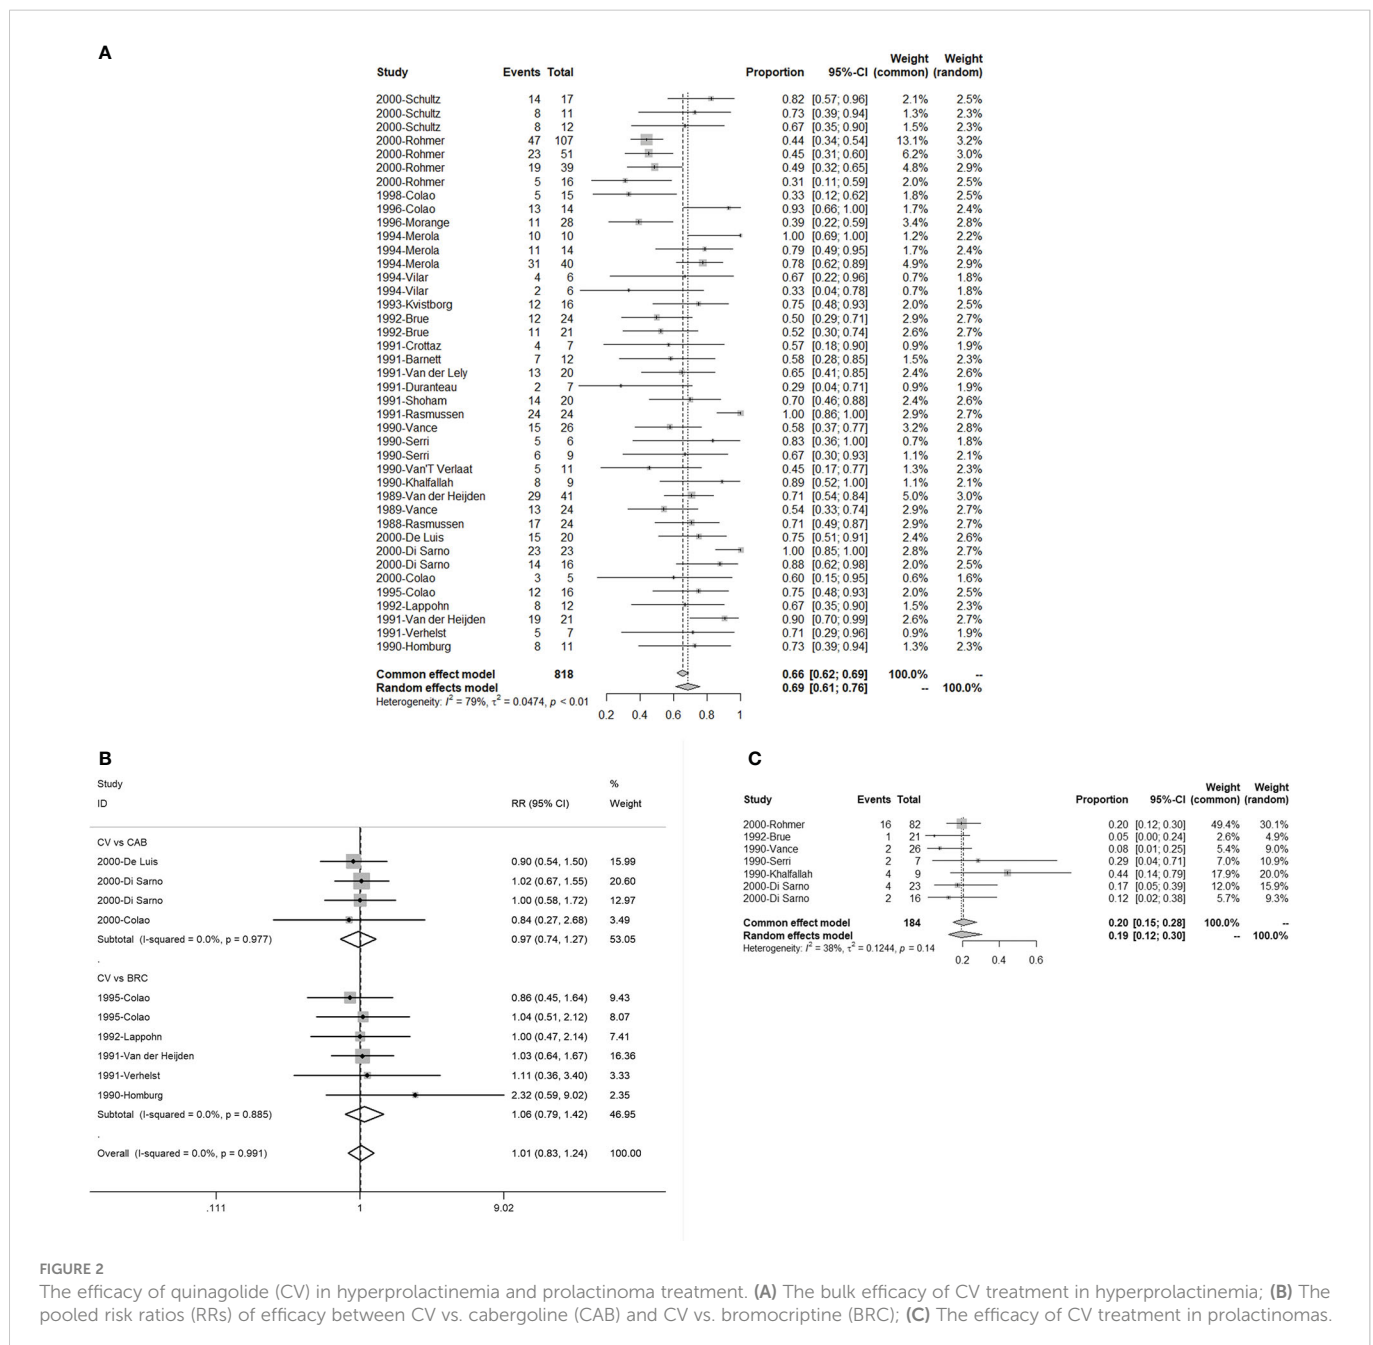 A
Weight Weight
Study Events Total Proportion 95%-CI (common) (random)
2000-Schultz 14 17 0.82 [0.57; 0.96] 2.1% 2.5%
2000-Schultz 8 11 0.73 [0.39; 0.94] 1.3% 2.3%
2000-Schultz 8 12 0.67 [0.35; 0.90] 1.5% 2.3%
2000-Rohmer 47 107 0.44 [0.34; 0.54] 13.1% 3.2%
2000-Rohmer 23 51 0.45 [0.31; 0.60] 6.2% 3.0%
2000-Rohmer 19 39 0.49 [0.32; 0.65] 4.8% 2.9%
2000-Rohmer 5 16 0.31 [0.11; 0.59] 2.0% 2.5%
1998-Colao 5 15 0.33 [0.12; 0.62] 1.8% 2.5%
1996-Colao 13 14 0.93 [0.66; 1.00] 1.7% 2.4%
1996-Morange 11 28 0.39 [0.22; 0.59] 3.4% 2.8%
1994-Merola 10 10 1.00 [0.69; 1.00] 1.2% 2.2%
1994-Merola 11 14 0.79 [0.49; 0.95] 1.7% 2.4%
1994-Merola 31 40 0.78 [0.62; 0.89] 4.9% 2.9%
1994-Vilar 4 6 0.67 [0.22; 0.96] 0.7% 1.8%
1994-Vilar 2 6 0.33 [0.04; 0.78] 0.7% 1.8%
1993-Kvistborg 12 16 0.75 [0.48; 0.93] 2.0% 2.5%
1992-Brue 12 24 0.50 [0.29; 0.71] 2.9% 2.7%
1992-Brue 11 21 0.52 [0.30; 0.74] 2.6% 2.7%
1991-Crottaz 4 7 0.57 [0.18; 0.90] 0.9% 1.9%
1991-Barnett 7 12 0.58 [0.28; 0.85] 1.5% 2.3%
1991-Van der Lely 13 20 0.65 [0.41; 0.85] 2.4% 2.6%
1991-Duranteau 2 7 0.29 [0.04; 0.71] 0.9% 1.9%
1991-Shoham 14 20 0.70 [0.46; 0.88] 2.4% 2.6%
1991-Rasmussen 24 24 1.00 [0.86; 1.00] 2.9% 2.7%
1990-Vance 15 26 0.58 [0.37; 0.77] 3.2% 2.8%
1990-Serri 5 6 0.83 [0.36; 1.00] 0.7% 1.8%
1990-Serri 6 9 0.67 [0.30; 0.93] 1.1% 2.1%
1990-Van'T Verlaat 5 11 0.45 [0.17; 0.77] 1.3% 2.3%
1990-Khalfallah 8 9 0.89 [0.52; 1.00] 1.1% 2.1%
1989-Van der Heijden 29 41 0.71 [0.54; 0.84] 5.0% 3.0%
1989-Vance 13 24 0.54 [0.33; 0.74] 2.9% 2.7%
1988-Rasmussen 17 24 0.71 [0.49; 0.87] 2.9% 2.7%
2000-De Luis 15 20 0.75 [0.51; 0.91] 2.4% 2.6%
2000-Di Sarno 23 23 1.00 [0.85; 1.00] 2.8% 2.7%
2000-Di Sarno 14 16 0.88 [0.62; 0.98] 2.0% 2.5%
2000-Colao 3 5 0.60 [0.15; 0.95] 0.6% 1.6%
1995-Colao 12 16 0.75 [0.48; 0.93] 2.0% 2.5%
1992-Lappohn 8 12 0.67 [0.35; 0.90] 1.5% 2.3%
1991-Van der Heijden 19 21 0.90 [0.70; 0.99] 2.6% 2.7%
1991-Verhelst 5 7 0.71 [0.29; 0.96] 0.9% 1.9%
1990-Homburg 8 11 0.73 [0.39; 0.94] 1.3% 2.3%
Common effect model 818 0.66 [0.62; 0.69] 100.0% --
Random effects model 0.69 [0.61; 0.76] -- 100.0%
Heterogeneity: I² = 79%, τ² = 0.0474, p < 0.01
0.2 0.4 0.6 0.8 1
B
Study %
ID RR (95% CI) Weight
CV vs CAB
2000-De Luis 0.90 (0.54, 1.50) 15.99
2000-Di Sarno 1.02 (0.67, 1.55) 20.60
2000-Di Sarno 1.00 (0.58, 1.72) 12.97
2000-Colao 0.84 (0.27, 2.68) 3.49
Subtotal (I-squared = 0.0%, p = 0.977) 0.97 (0.74, 1.27) 53.05
.
CV vs BRC
1995-Colao 0.86 (0.45, 1.64) 9.43
1995-Colao 1.04 (0.51, 2.12) 8.07
1992-Lappohn 1.00 (0.47, 2.14) 7.41
1991-Van der Heijden 1.03 (0.64, 1.67) 16.36
1991-Verhelst 1.11 (0.36, 3.40) 3.33
1990-Homburg 2.32 (0.59, 9.02) 2.35
Subtotal (I-squared = 0.0%, p = 0.885) 1.06 (0.79, 1.42) 46.95
.
Overall (I-squared = 0.0%, p = 0.991) 1.01 (0.83, 1.24) 100.00
.111 1 9.02
C
Weight Weight
Study Events Total Proportion 95%-CI (common) (random)
2000-Rohmer 16 82 0.20 [0.12; 0.30] 49.4% 30.1%
1992-Brue 1 21 0.05 [0.00; 0.24] 2.6% 4.9%
1990-Vance 2 26 0.08 [0.01; 0.25] 5.4% 9.0%
1990-Serri 2 7 0.29 [0.04; 0.71] 7.0% 10.9%
1990-Khalfallah 4 9 0.44 [0.14; 0.79] 17.9% 20.0%
2000-Di Sarno 4 23 0.17 [0.05; 0.39] 12.0% 15.9%
2000-Di Sarno 2 16 0.12 [0.02; 0.38] 5.7% 9.3%
Common effect model 184 0.20 [0.15; 0.28] 100.0% --
Random effects model 0.19 [0.12; 0.30] -- 100.0%
Heterogeneity: I² = 38%, τ² = 0.1244, p = 0.14
0.2 0.4 0.6
FIGURE 2
The efficacy of quinagolide (CV) in hyperprolactinemia and prolactinoma treatment. (A) The bulk efficacy of CV treatment in hyperprolactinemia; (B) The
pooled risk ratios (RRs) of efficacy between CV vs. cabergoline (CAB) and CV vs. bromocriptine (BRC); (C) The efficacy of CV treatment in prolactinomas.